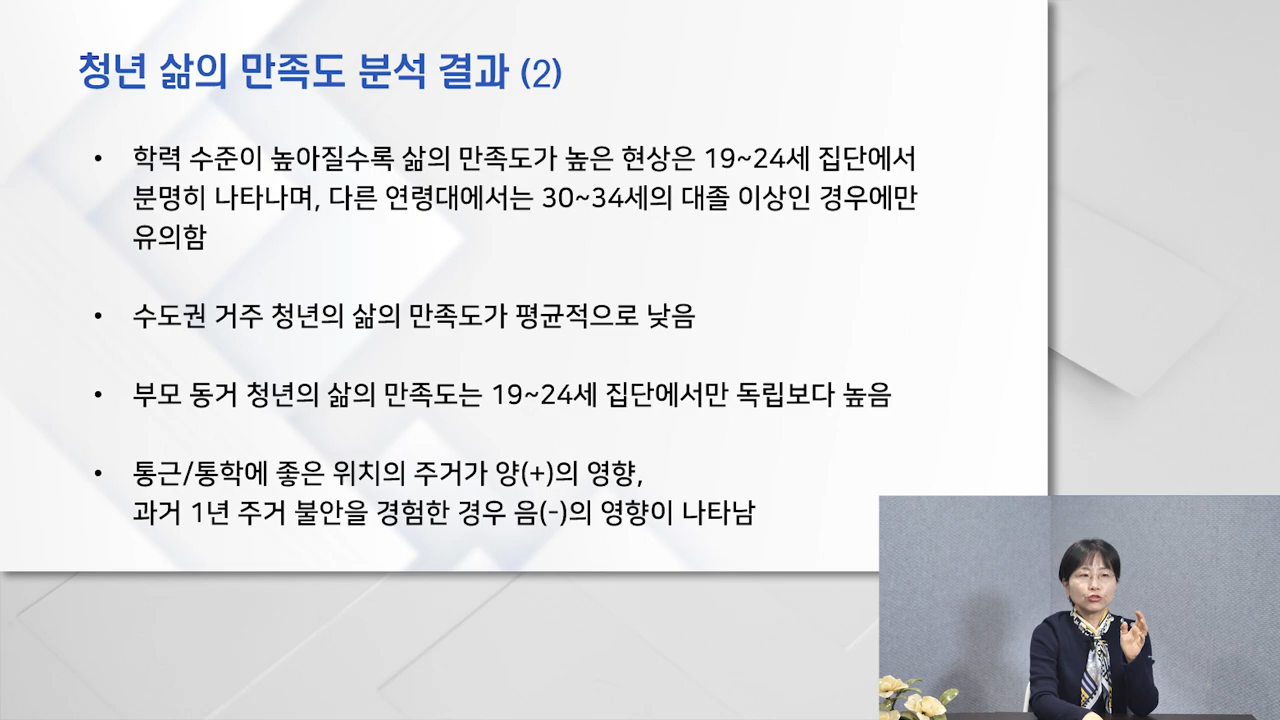 청년 삶의 만족도 분석 결과 (2)
• 학력 수준이 높아질수록 삶의 만족도가 높은 현상은 19~24세 집단에서
분명히 나타나며, 다른 연령대에서는 30~34세의 대졸 이상인 경우에만
유의함
• 수도권 거주 청년의 삶의 만족도가 평균적으로 낮음
• 부모 동거 청년의 삶의 만족도는 19~24세 집단에서만 독립보다 높음
• 통근/통학에 좋은 위치의 주거가 양(+)의 영향,
과거 1년 주거 불안을 경험한 경우 음(-)의 영향이 나타남